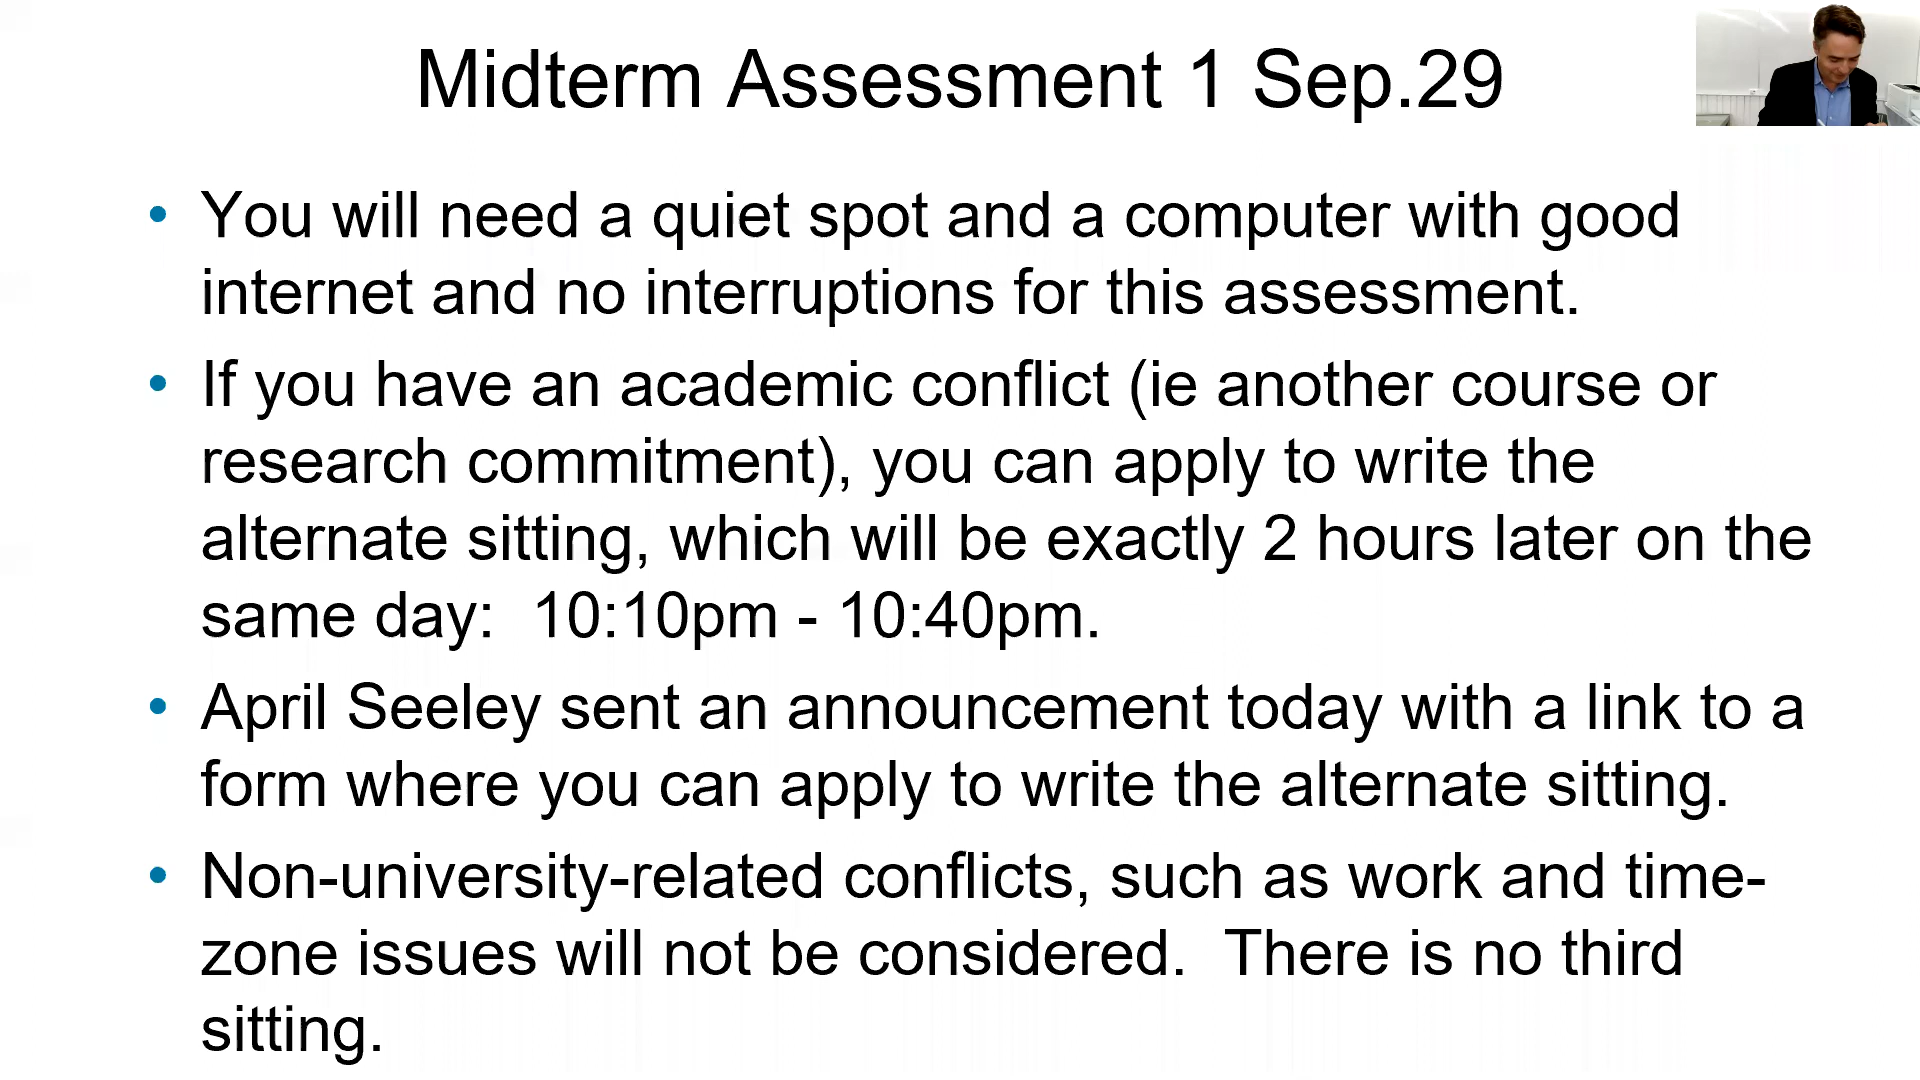 Midterm Assessment 1 Sep.29
• You will need a quiet spot and a computer with good
internet and no interruptions for this assessment.
• If you have an academic conflict (ie another course or
research commitment), you can apply to write the
alternate sitting, which will be exactly 2 hours later on the
same day:  10:10pm - 10:40pm.
• April Seeley sent an announcement today with a link to a
form where you can apply to write the alternate sitting.
• Non-university-related conflicts, such as work and time-
zone issues will not be considered.  There is no third
sitting.